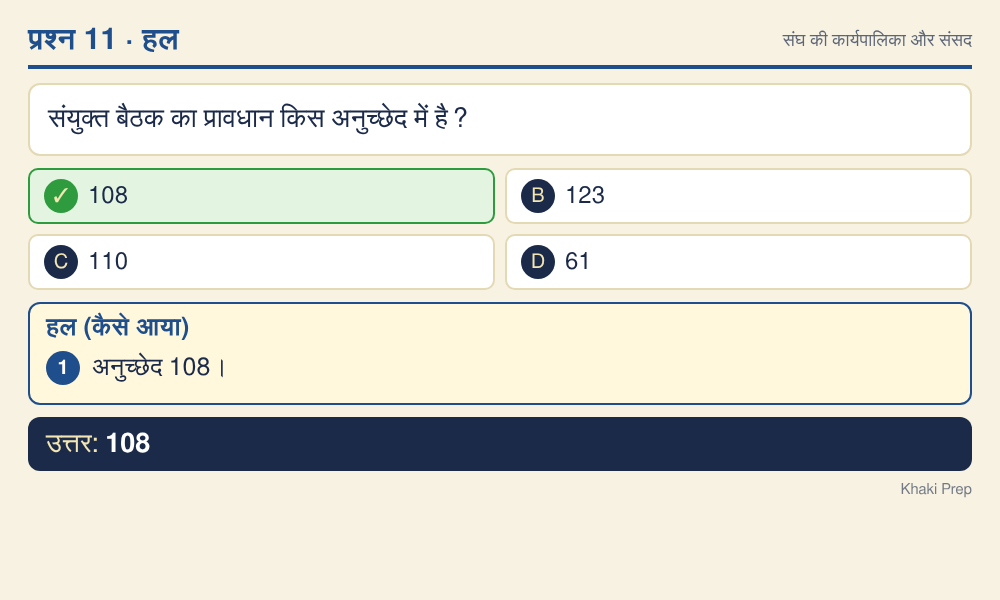 प्रश्न 11 · हल
संघ की कार्यपालिका और संसद
संयुक्त बैठक का प्रावधान किस अनुच्छेद में है ?
✓ 108
B 123
C 110
D 61
हल (कैसे आया)
1 अनुच्छेद 108।
उत्तर: 108
Khaki Prep